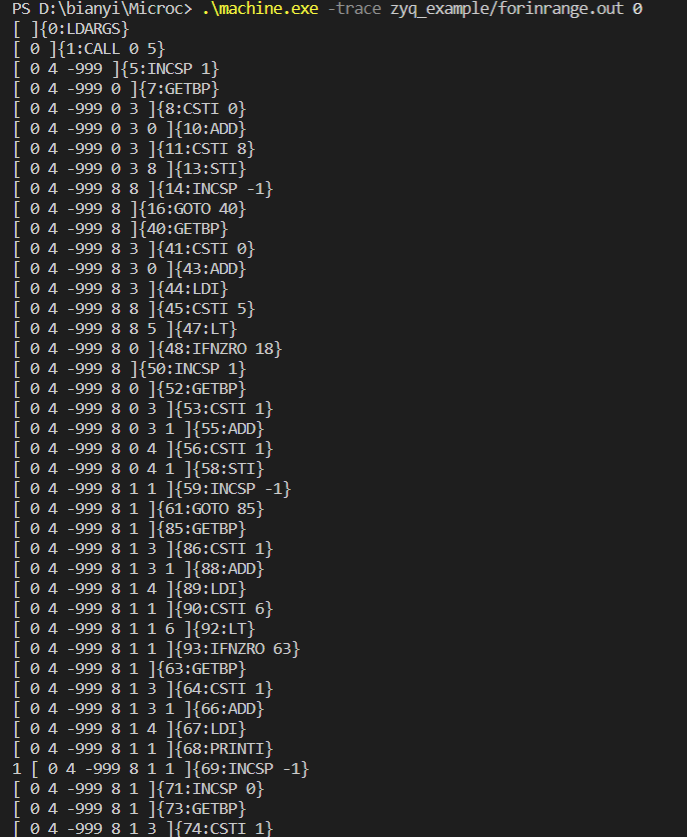 PS D:\bianyi\Microc> .\machine.exe -trace zyq_example/forinrange.out 0
[ ]{0:LDARGS}
[ 0 ]{1:CALL 0 5}
[ 0 4 -999 ]{5:INCSP 1}
[ 0 4 -999 0 ]{7:GETBP}
[ 0 4 -999 0 3 ]{8:CSTI 0}
[ 0 4 -999 0 3 0 ]{10:ADD}
[ 0 4 -999 0 3 ]{11:CSTI 8}
[ 0 4 -999 0 3 8 ]{13:STI}
[ 0 4 -999 8 8 ]{14:INCSP -1}
[ 0 4 -999 8 ]{16:GOTO 40}
[ 0 4 -999 8 ]{40:GETBP}
[ 0 4 -999 8 3 ]{41:CSTI 0}
[ 0 4 -999 8 3 0 ]{43:ADD}
[ 0 4 -999 8 3 ]{44:LDI}
[ 0 4 -999 8 8 ]{45:CSTI 5}
[ 0 4 -999 8 8 5 ]{47:LT}
[ 0 4 -999 8 0 ]{48:IFNZRO 18}
[ 0 4 -999 8 ]{50:INCSP 1}
[ 0 4 -999 8 0 ]{52:GETBP}
[ 0 4 -999 8 0 3 ]{53:CSTI 1}
[ 0 4 -999 8 0 3 1 ]{55:ADD}
[ 0 4 -999 8 0 4 ]{56:CSTI 1}
[ 0 4 -999 8 0 4 1 ]{58:STI}
[ 0 4 -999 8 1 1 ]{59:INCSP -1}
[ 0 4 -999 8 1 ]{61:GOTO 85}
[ 0 4 -999 8 1 ]{85:GETBP}
[ 0 4 -999 8 1 3 ]{86:CSTI 1}
[ 0 4 -999 8 1 3 1 ]{88:ADD}
[ 0 4 -999 8 1 4 ]{89:LDI}
[ 0 4 -999 8 1 1 ]{90:CSTI 6}
[ 0 4 -999 8 1 1 6 ]{92:LT}
[ 0 4 -999 8 1 1 ]{93:IFNZRO 63}
[ 0 4 -999 8 1 ]{63:GETBP}
[ 0 4 -999 8 1 3 ]{64:CSTI 1}
[ 0 4 -999 8 1 3 1 ]{66:ADD}
[ 0 4 -999 8 1 4 ]{67:LDI}
[ 0 4 -999 8 1 1 ]{68:PRINTI}
1 [ 0 4 -999 8 1 1 ]{69:INCSP -1}
[ 0 4 -999 8 1 ]{71:INCSP 0}
[ 0 4 -999 8 1 ]{73:GETBP}
[ 0 4 -999 8 1 3 ]{74:CSTI 1}